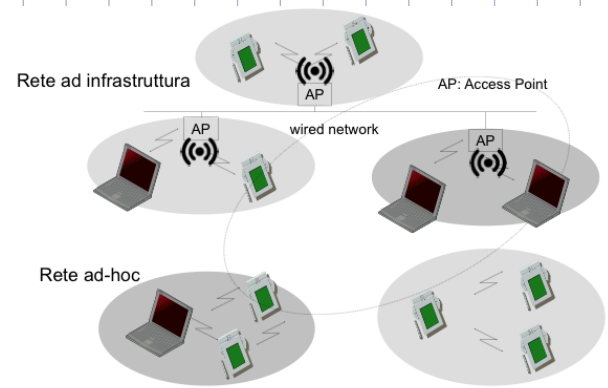 Rete ad infrastruttura
AP
AP: Access Point
AP
wired network
AP
Rete ad-hoc